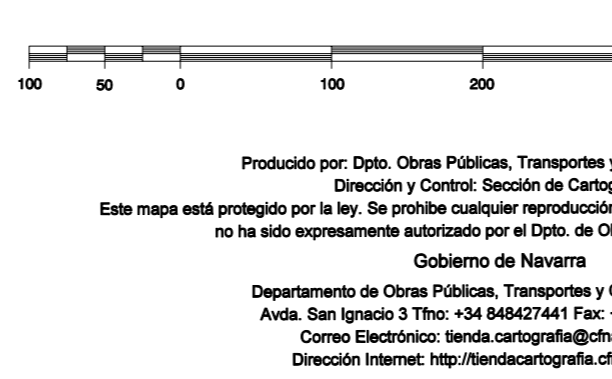 100 50 0 100 200
Producido por: Dpto. Obras Públicas, Transportes y
Dirección y Control: Sección de Cartog
Este mapa está protegido por la ley. Se prohibe cualquier reproducción
no ha sido expresamente autorizado por el Dpto. de Ob
Gobierno de Navarra
Departamento de Obras Públicas, Transportes y C
Avda. San Ignacio 3 Tfno: +34 848427441 Fax: +
Correo Electrónico: tienda.cartografia@cfna
Dirección Internet: http://tiendacartografia.cf